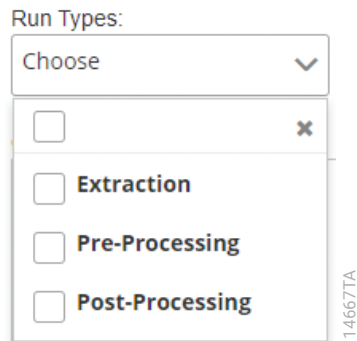 Run Types:
Choose
Extraction
Pre-Processing
Post-Processing
14667TA